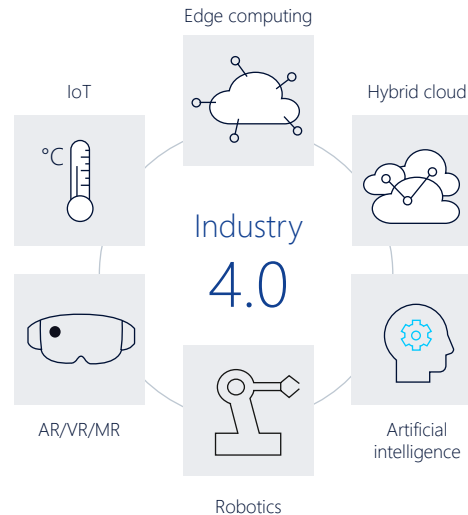 Edge computing
IoT
Hybrid cloud
°C
Industry
4.0
AR/VR/MR
Artificial
intelligence
Robotics